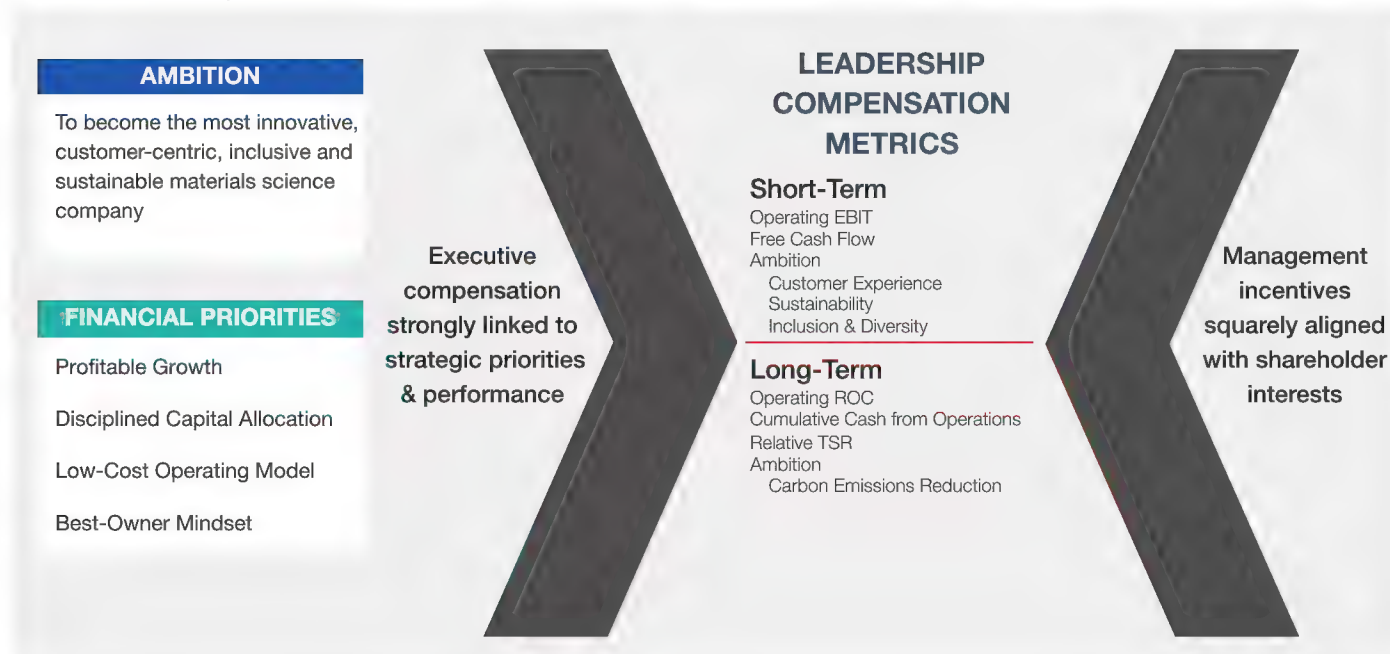 AMBITION
To become the most innovative,
customer-centric, inclusive and
sustainable materials science
company
FINANCIAL PRIORITIES
Profitable Growth
Disciplined Capital Allocation
Low-Cost Operating Model
Best-Owner Mindset
Executive
compensation
strongly linked to
strategic priorities
& performance
LEADERSHIP
COMPENSATION
METRICS
Short-Term
Operating EBIT
Free Cash Flow
Ambition
Customer Experience
Sustainability
Inclusion & Diversity
Long-Term
Operating ROC
Cumulative Cash from Operations
Relative TSR
Ambition
Carbon Emissions Reduction
Management
incentives
squarely aligned
with shareholder
interests